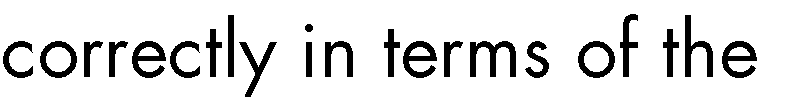 correctly in terms of the